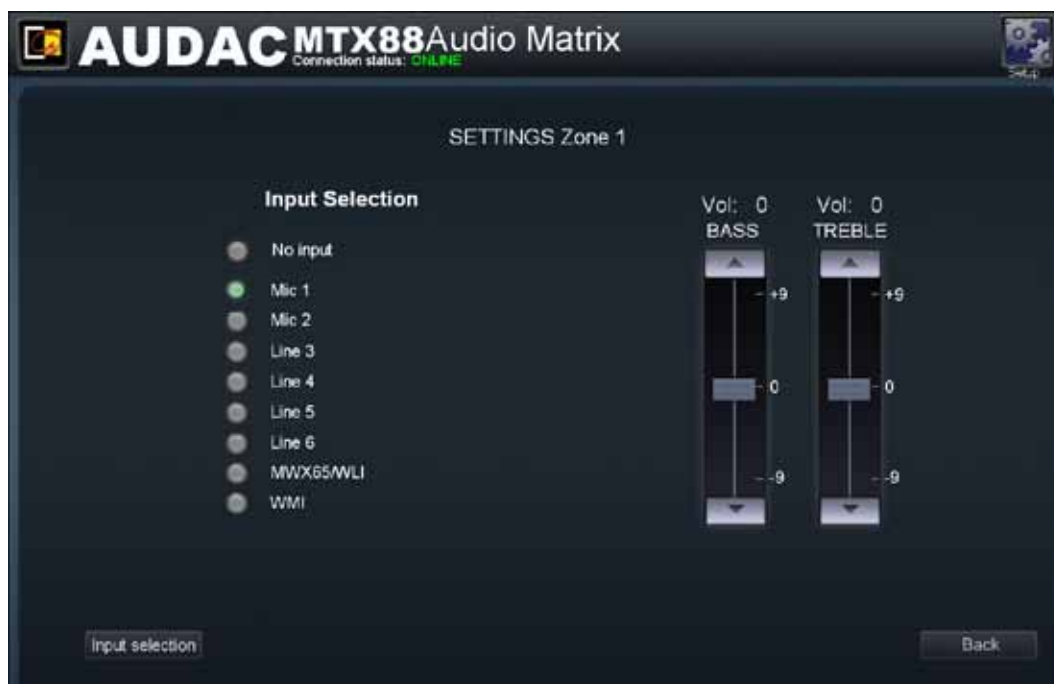 AUDAC MTX88 Audio Matrix
Connection status: ONLINE
Setup
SETTINGS Zone 1
Input Selection
No input
Mic 1
Mic 2
Line 3
Line 4
Line 5
Line 6
MWX65/WLI
WMI
Vol: 0 Vol: 0
BASS TREBLE
+9 +9
0 0
-9 -9
Input selection
Back